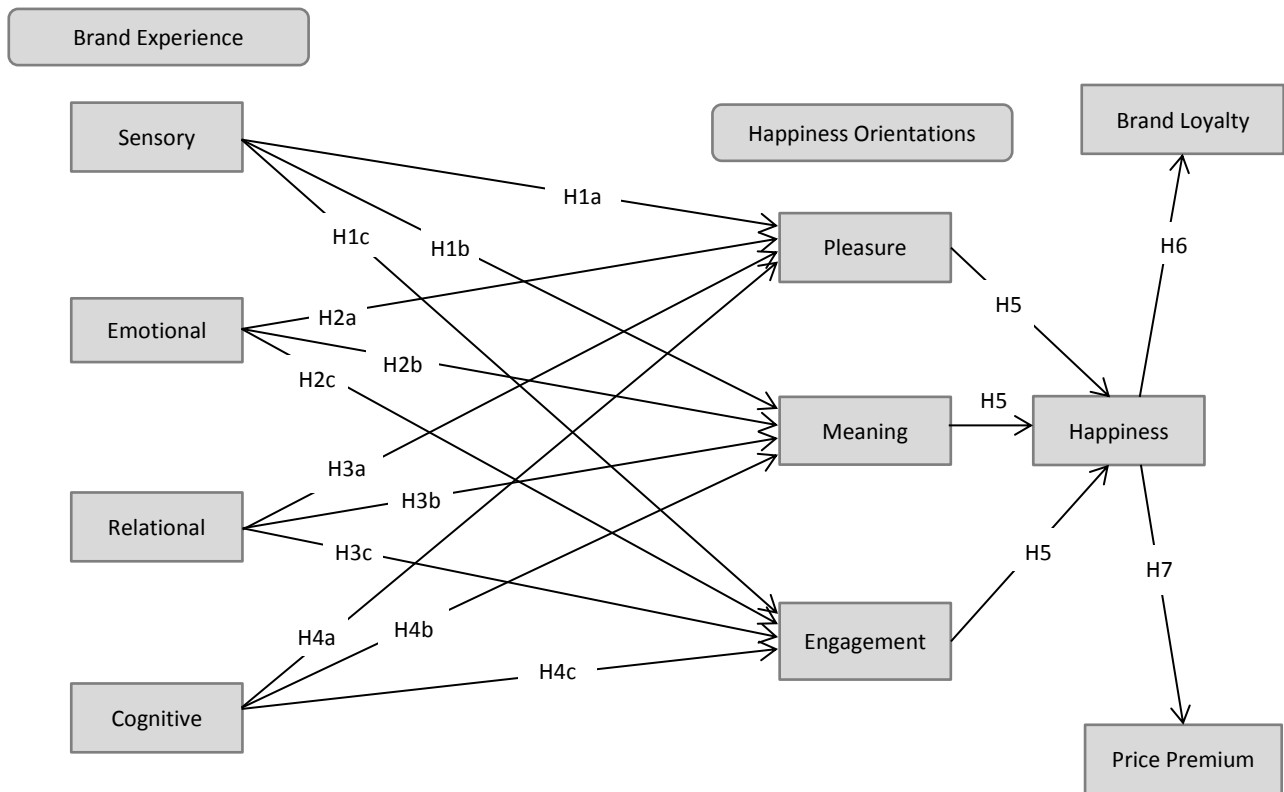 Brand Experience
Sensory
Emotional
Relational
Cognitive
H1a
H1b
H1c
H2a
H2b
H2c
H3a
H3b
H3c
H4a
H4b
H4c
Happiness Orientations
Pleasure
Meaning
Engagement
H5
H5
H5
Happiness
H6
H7
Brand Loyalty
Price Premium